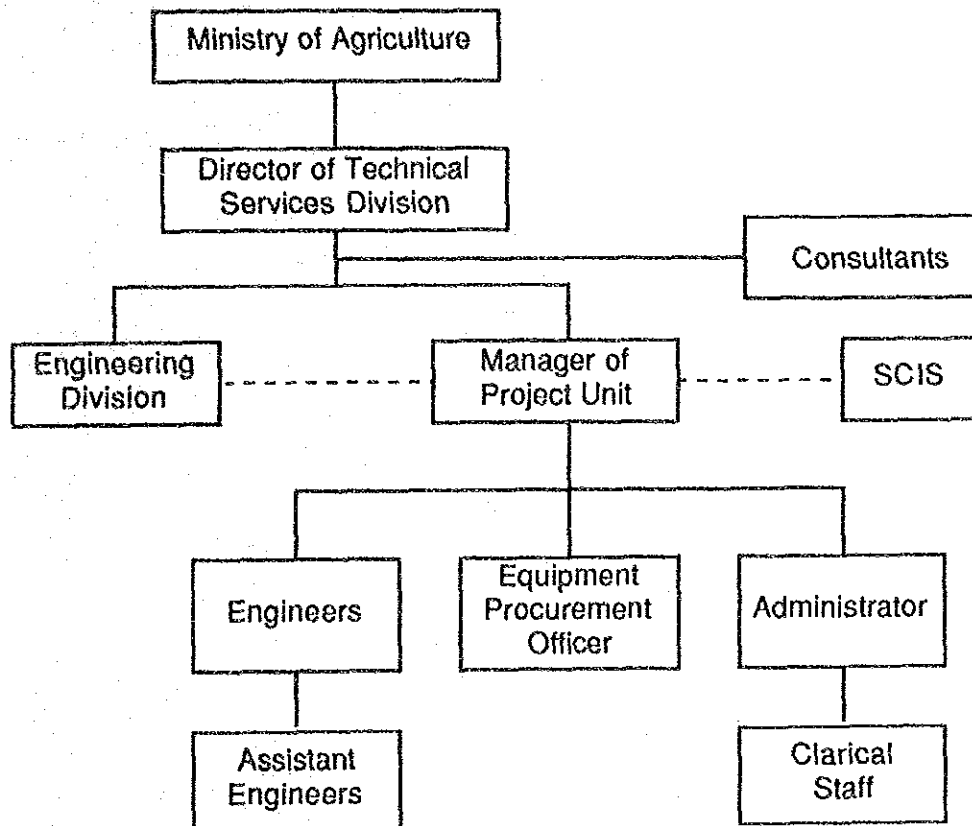 Ministry of Agriculture
Director of Technical
Services Division
Consultants
Engineering
Division
Manager of
Project Unit
SCIS
Engineers
Equipment
Procurement
Officer
Administrator
Assistant
Engineers
Clarical
Staff